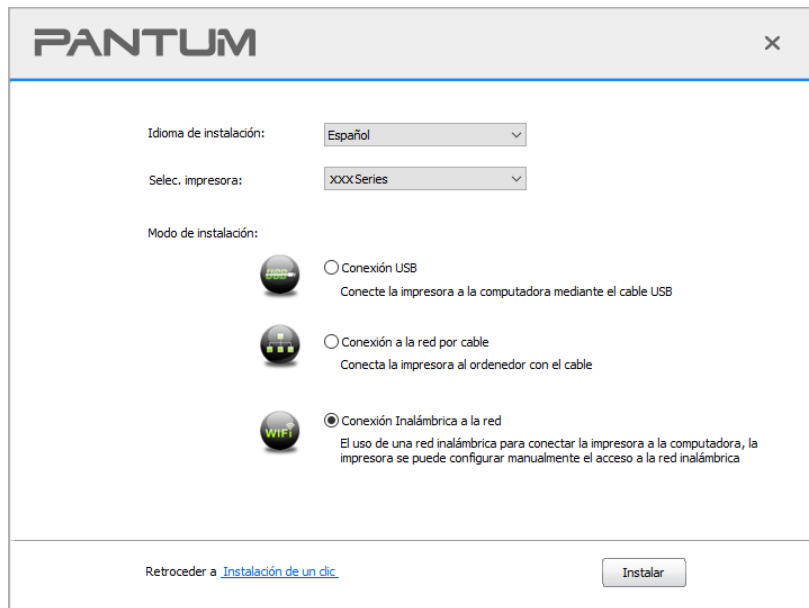 PANTUM
Idioma de instalación:
Español
Selec. impresora:
XXX Series
Modo de instalación:
USB
Conexión USB
Conecte la impresora a la computadora mediante el cable USB
Conexión a la red por cable
Conecta la impresora al ordenedor con el cable
WiFi
Conexión Inalámbrica a la red
El uso de una red inalámbrica para conectar la impresora a la computadora, la
impresora se puede configurar manualmente el acceso a la red inalámbrica
Retroceder a Instalación de un clic
Instalar